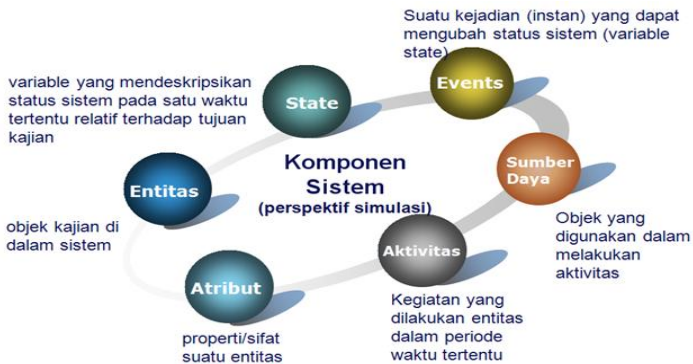 Suatu kejadian (instan) yang dapat
mengubah status sistem (variable
state)
Events
variable yang mendeskripsikan
status sistem pada satu waktu
tertentu relatif terhadap tujuan
kajian
State
Komponen
Sistem
(perspektif simulasi)
Sumber
Daya
Entitas
Objek yang
digunakan dalam
melakukan
aktivitas
objek kajian di
dalam sistem
Aktivitas
Atribut
Kegiatan yang
dilakukan entitas
dalam periode
waktu tertentu
properti/sifat
suatu entitas